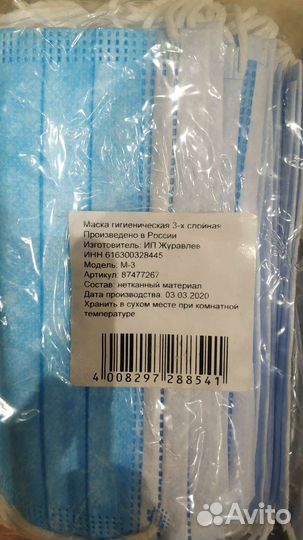 Маска гигиеническая 3-х слойная
Произведено в России
Изготовитель: ИП Журавлев
ИНН 616300328445
Модель: М-3
Артикул: 87477267
Состав: нетканный материал
Дата производства: 03.03.2020
Хранить в сухом месте при комнатной
температуре
4 008297 288541
Avito